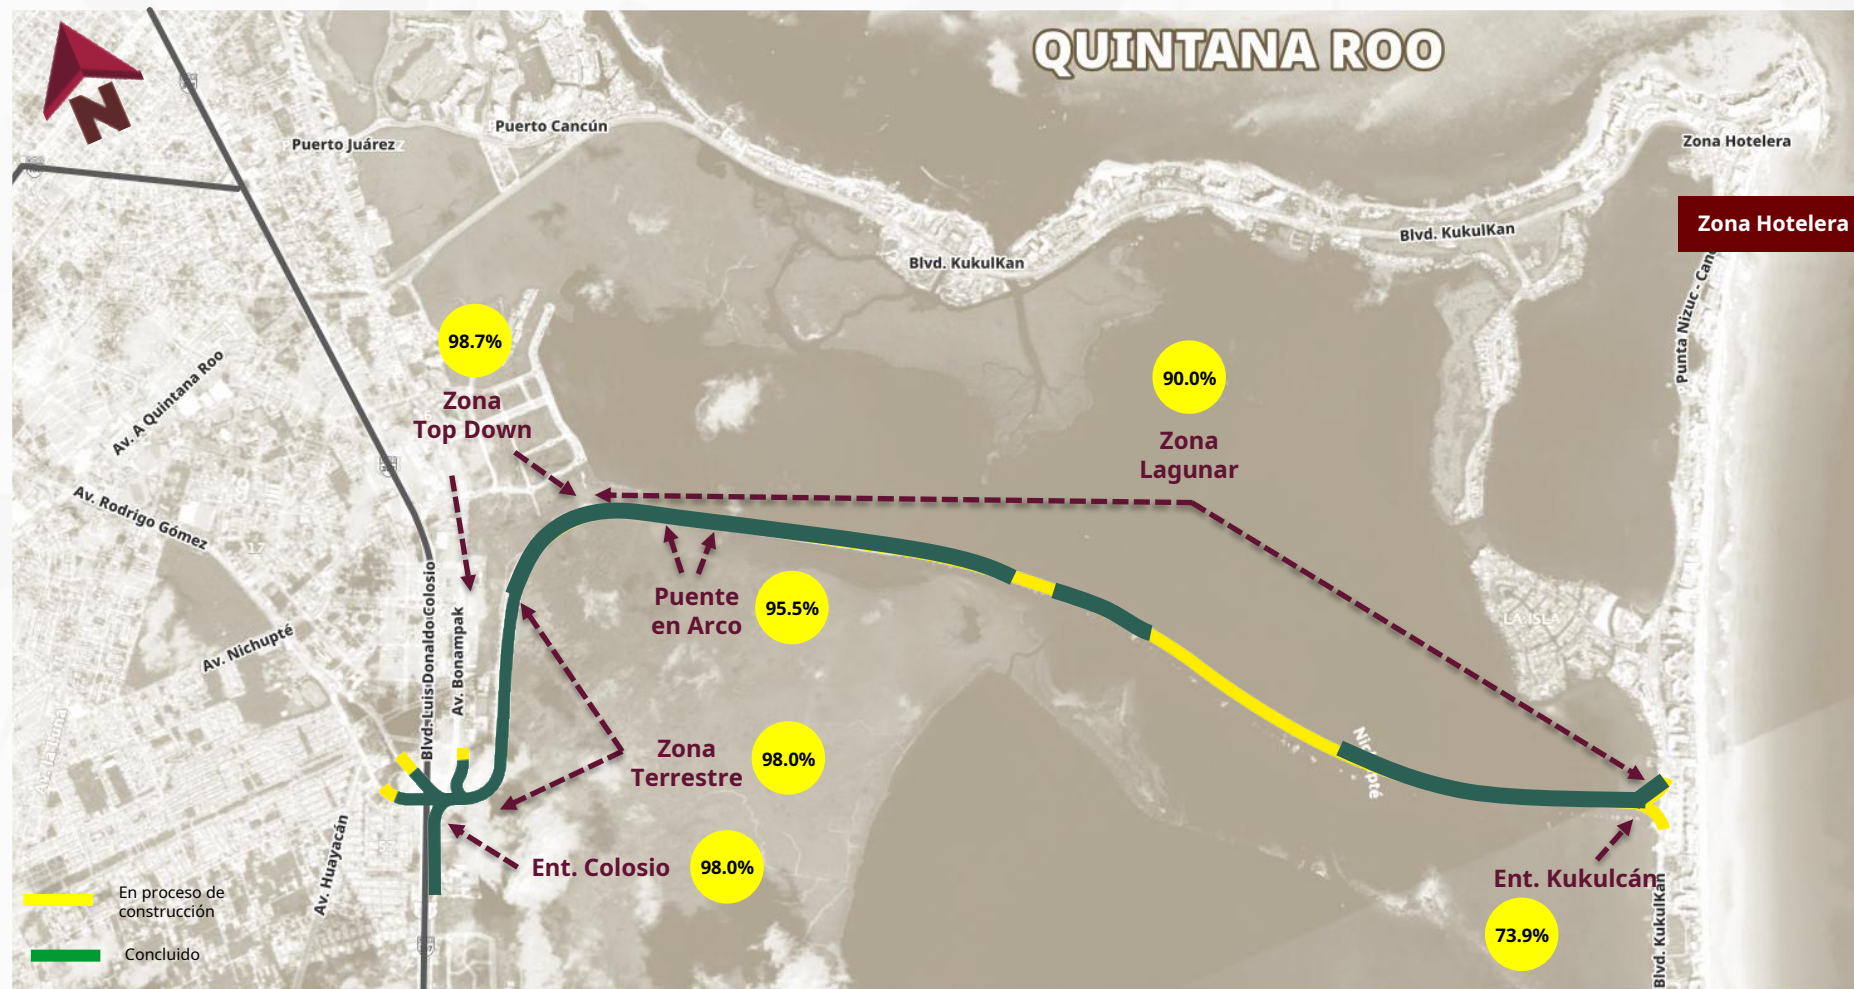 QUINTANA ROO
N
Puerto Cancún
Puerto Juárez
Zona Hotelera
Zona Hotelera
Blvd. KukulKan
Blvd. KukulKan
Punta Nizuc - Canc
98.7%
Zona
Top Down
90.0%
Zona
Lagunar
Av. A Quintana Roo
Av. Rodrigo Gómez
Av. Nichupté
Blvd. Luis Donaldo Colosio
Av. Bonampak
Puente
en Arco
95.5%
LA ISLA
Zona
Terrestre
98.0%
Av. Huayacán
Ent. Colosio
98.0%
Ent. Kukulcán
73.9%
Blvd. KukulKan
En proceso de
construcción
Concluido